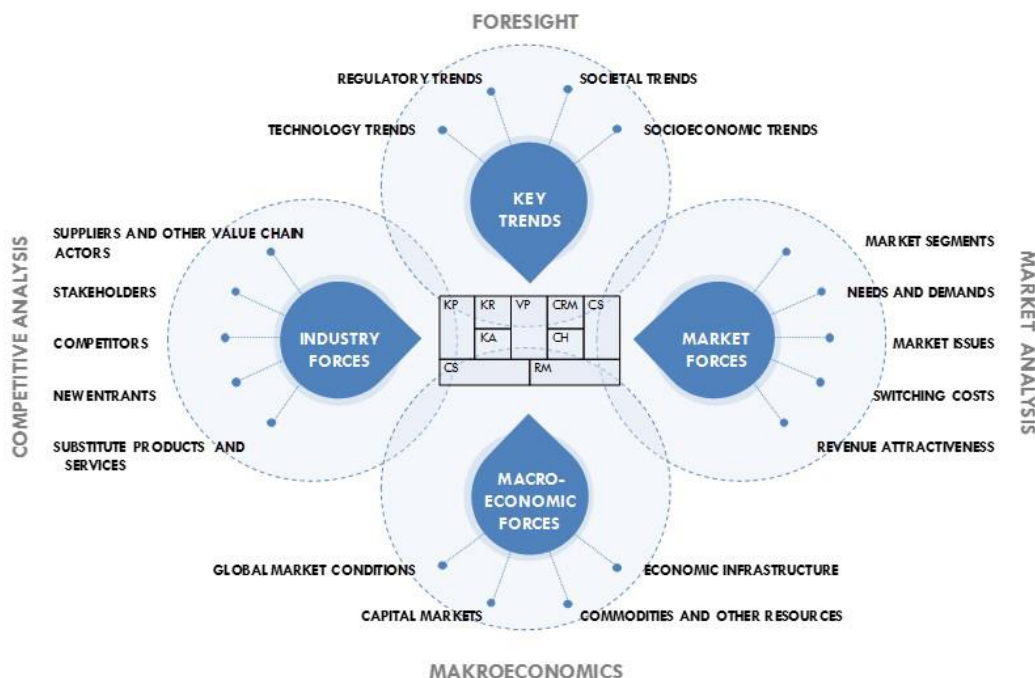 FORESIGHT
REGULATORY TRENDS
SOCIETAL TRENDS
TECHNOLOGY TRENDS
SOCIOECONOMIC TRENDS
KEY
TRENDS
COMPETITIVE ANALYSIS
SUPPLIERS AND OTHER VALUE CHAIN
ACTORS
STAKEHOLDERS
COMPETITORS
NEW ENTRANTS
SUBSTITUTE PRODUCTS AND
SERVICES
INDUSTRY
FORCES
KP
KR
VP
CRM
CS
KA
CH
CS
RM
MARKET
FORCES
MARKET SEGMENTS
NEEDS AND DEMANDS
MARKET ISSUES
SWITCHING COSTS
REVENUE ATTRACTIVENESS
MARKET ANALYSIS
MACRO-
ECONOMIC
FORCES
GLOBAL MARKET CONDITIONS
ECONOMIC INFRASTRUCTURE
CAPITAL MARKETS
COMMODITIES AND OTHER RESOURCES
MAKROECONOMICS